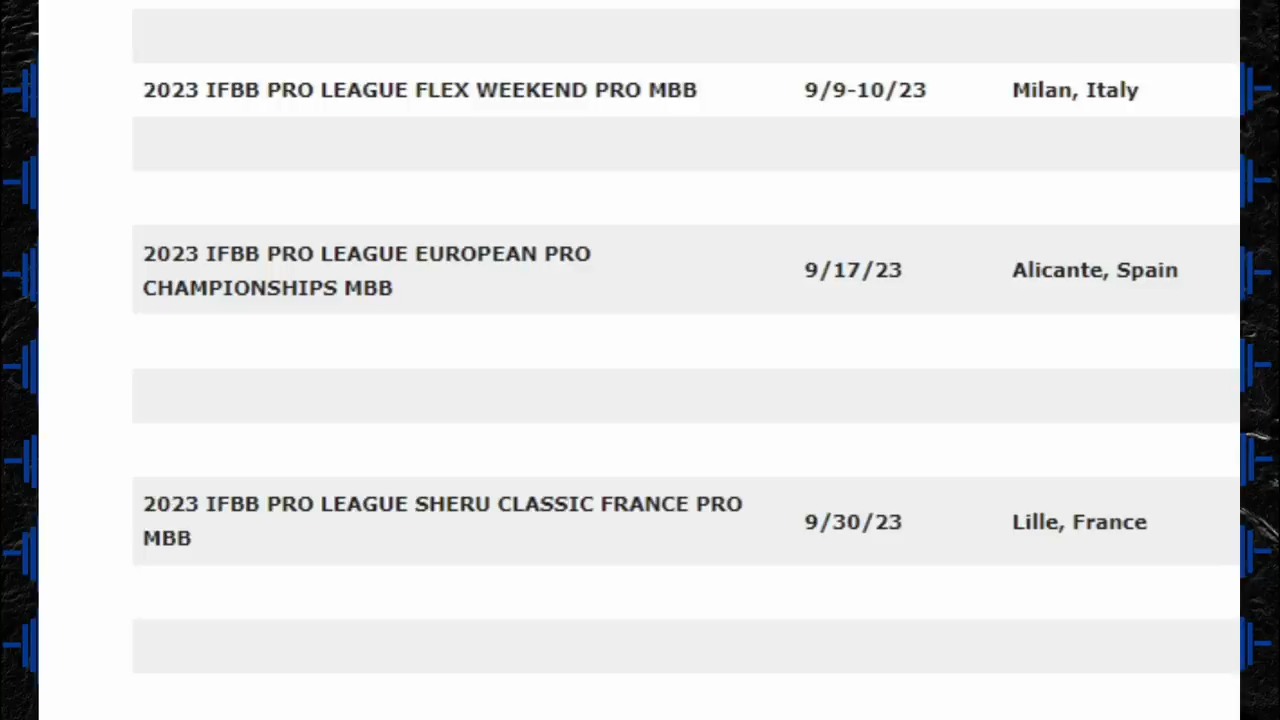 2023 IFBB PRO LEAGUE FLEX WEEKEND PRO MBB 9/9-10/23 Milan, Italy
2023 IFBB PRO LEAGUE EUROPEAN PRO
CHAMPIONSHIPS MBB
9/17/23 Alicante, Spain
2023 IFBB PRO LEAGUE SHERU CLASSIC FRANCE PRO
MBB
9/30/23 Lille, France